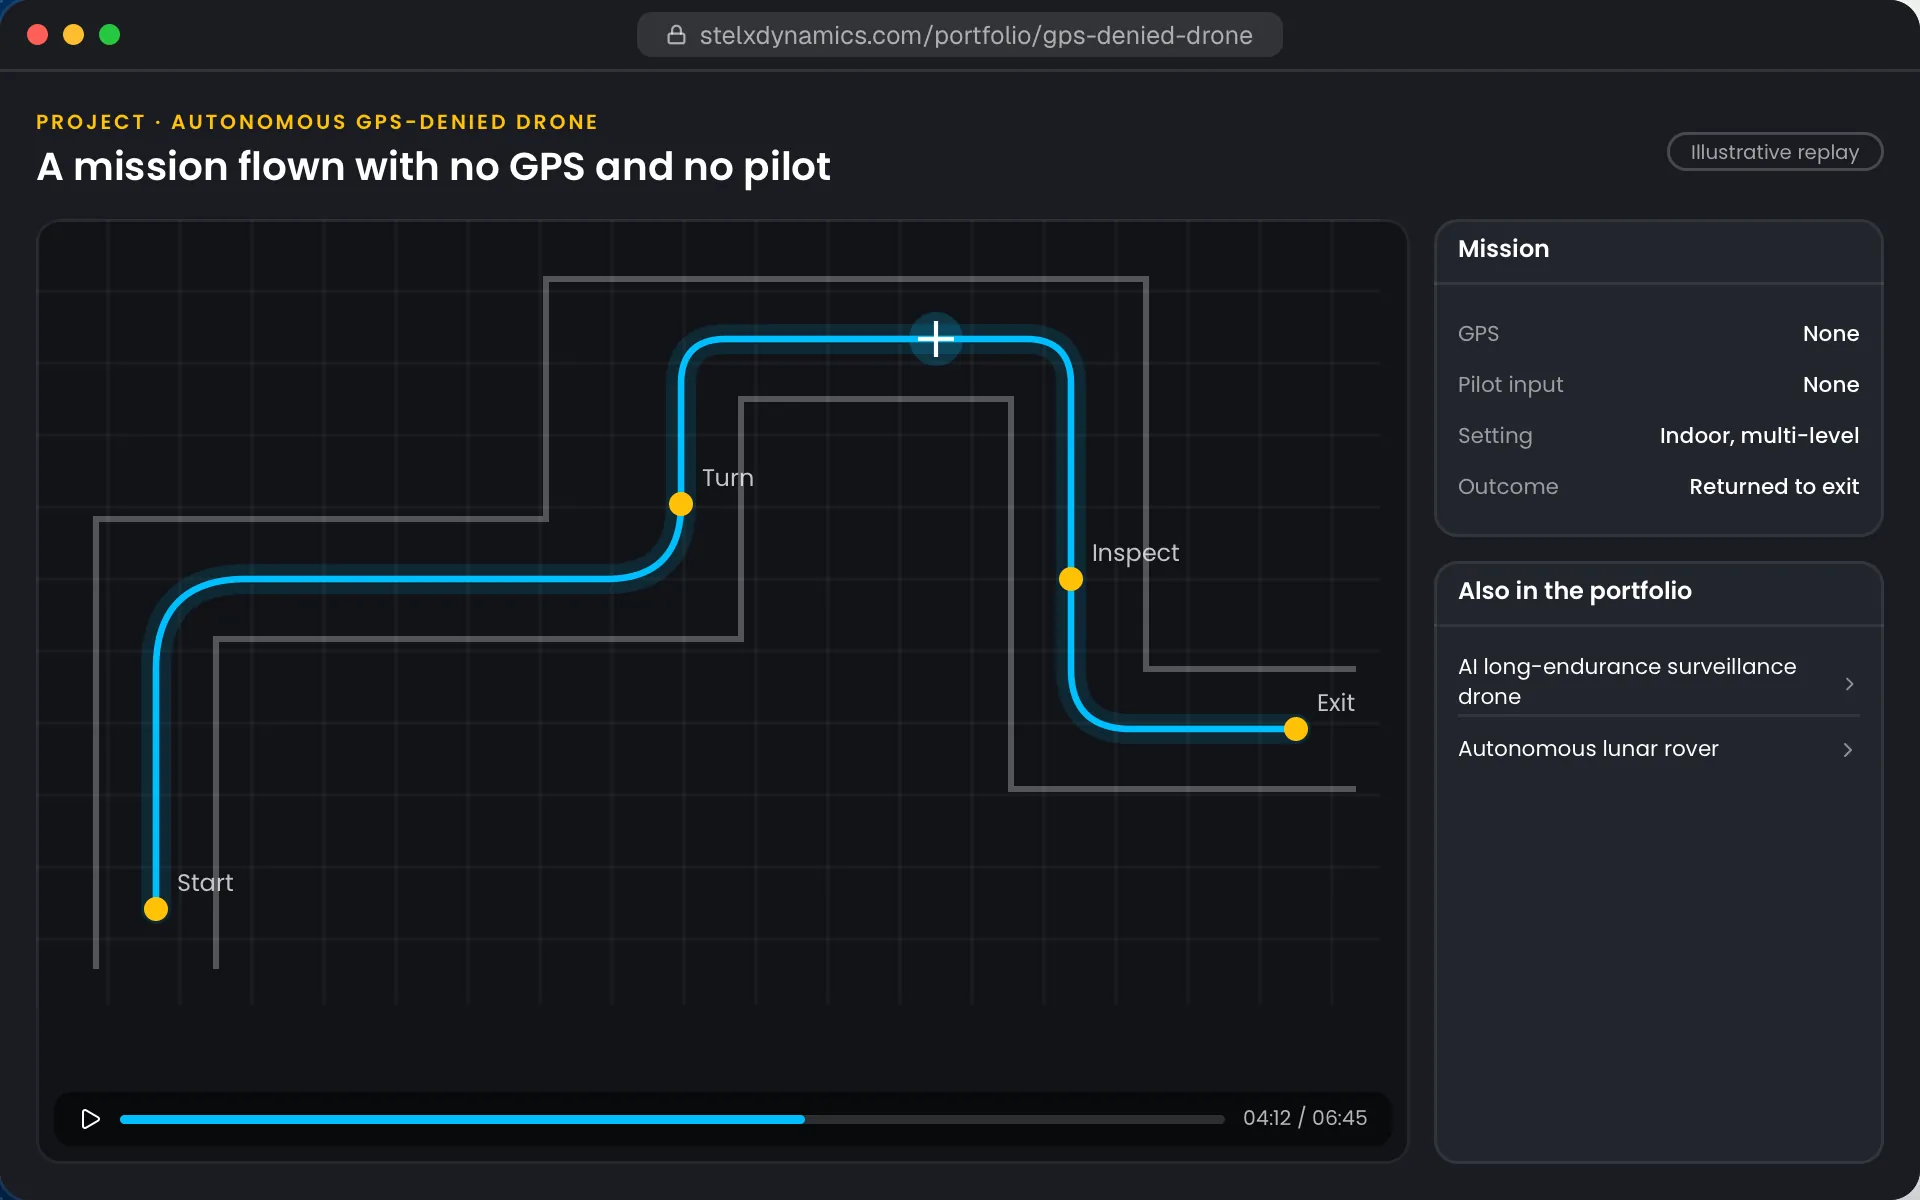 stelxdynamics.com/portfolio/gps-denied-drone
PROJECT · AUTONOMOUS GPS-DENIED DRONE
A mission flown with no GPS and no pilot
Illustrative replay
Turn
Inspect
Exit
Start
04:12 / 06:45
Mission
GPS None
Pilot input None
Setting Indoor, multi-level
Outcome Returned to exit
Also in the portfolio
AI long-endurance surveillance
drone
Autonomous lunar rover